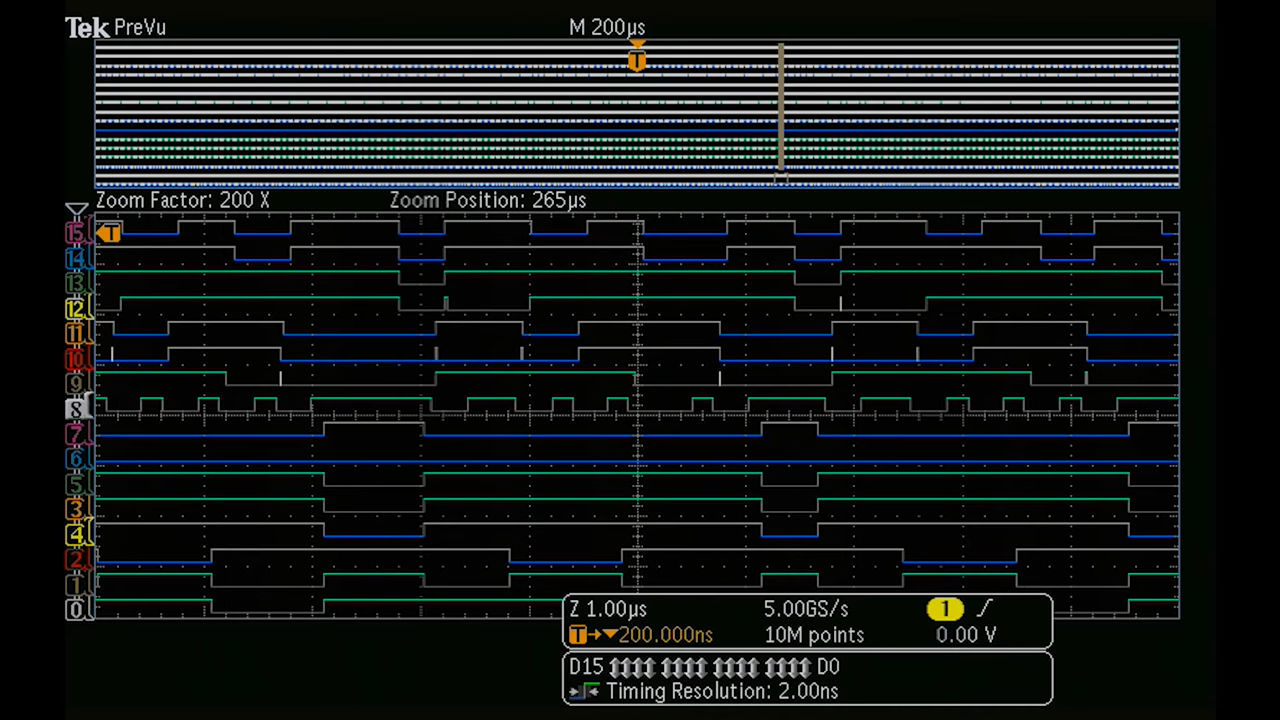 Tek PreVu M 200µs
T
Zoom Factor: 200 X Zoom Position: 265µs
15 T
14
13
12
11
10
9
8
7
6
5
3
4
2
1
0
Z 1.00µs 5.00GS/s 1
T→▼200.000ns 10M points 0.00 V
D15 D0
Timing Resolution: 2.00ns